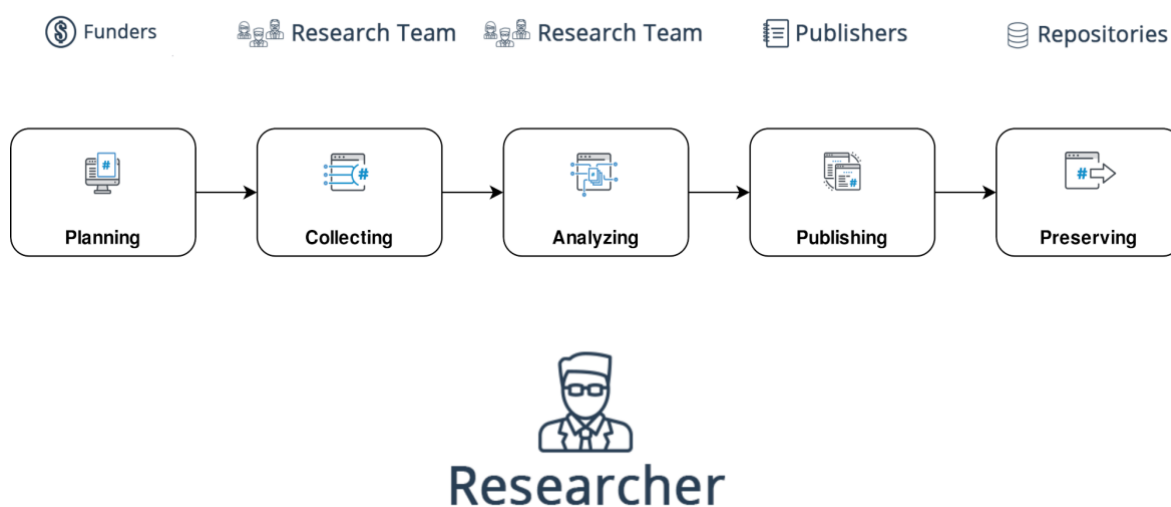 Funders
Research Team
Research Team
Publishers
Repositories
Planning
Collecting
Analyzing
Publishing
Preserving
Researcher